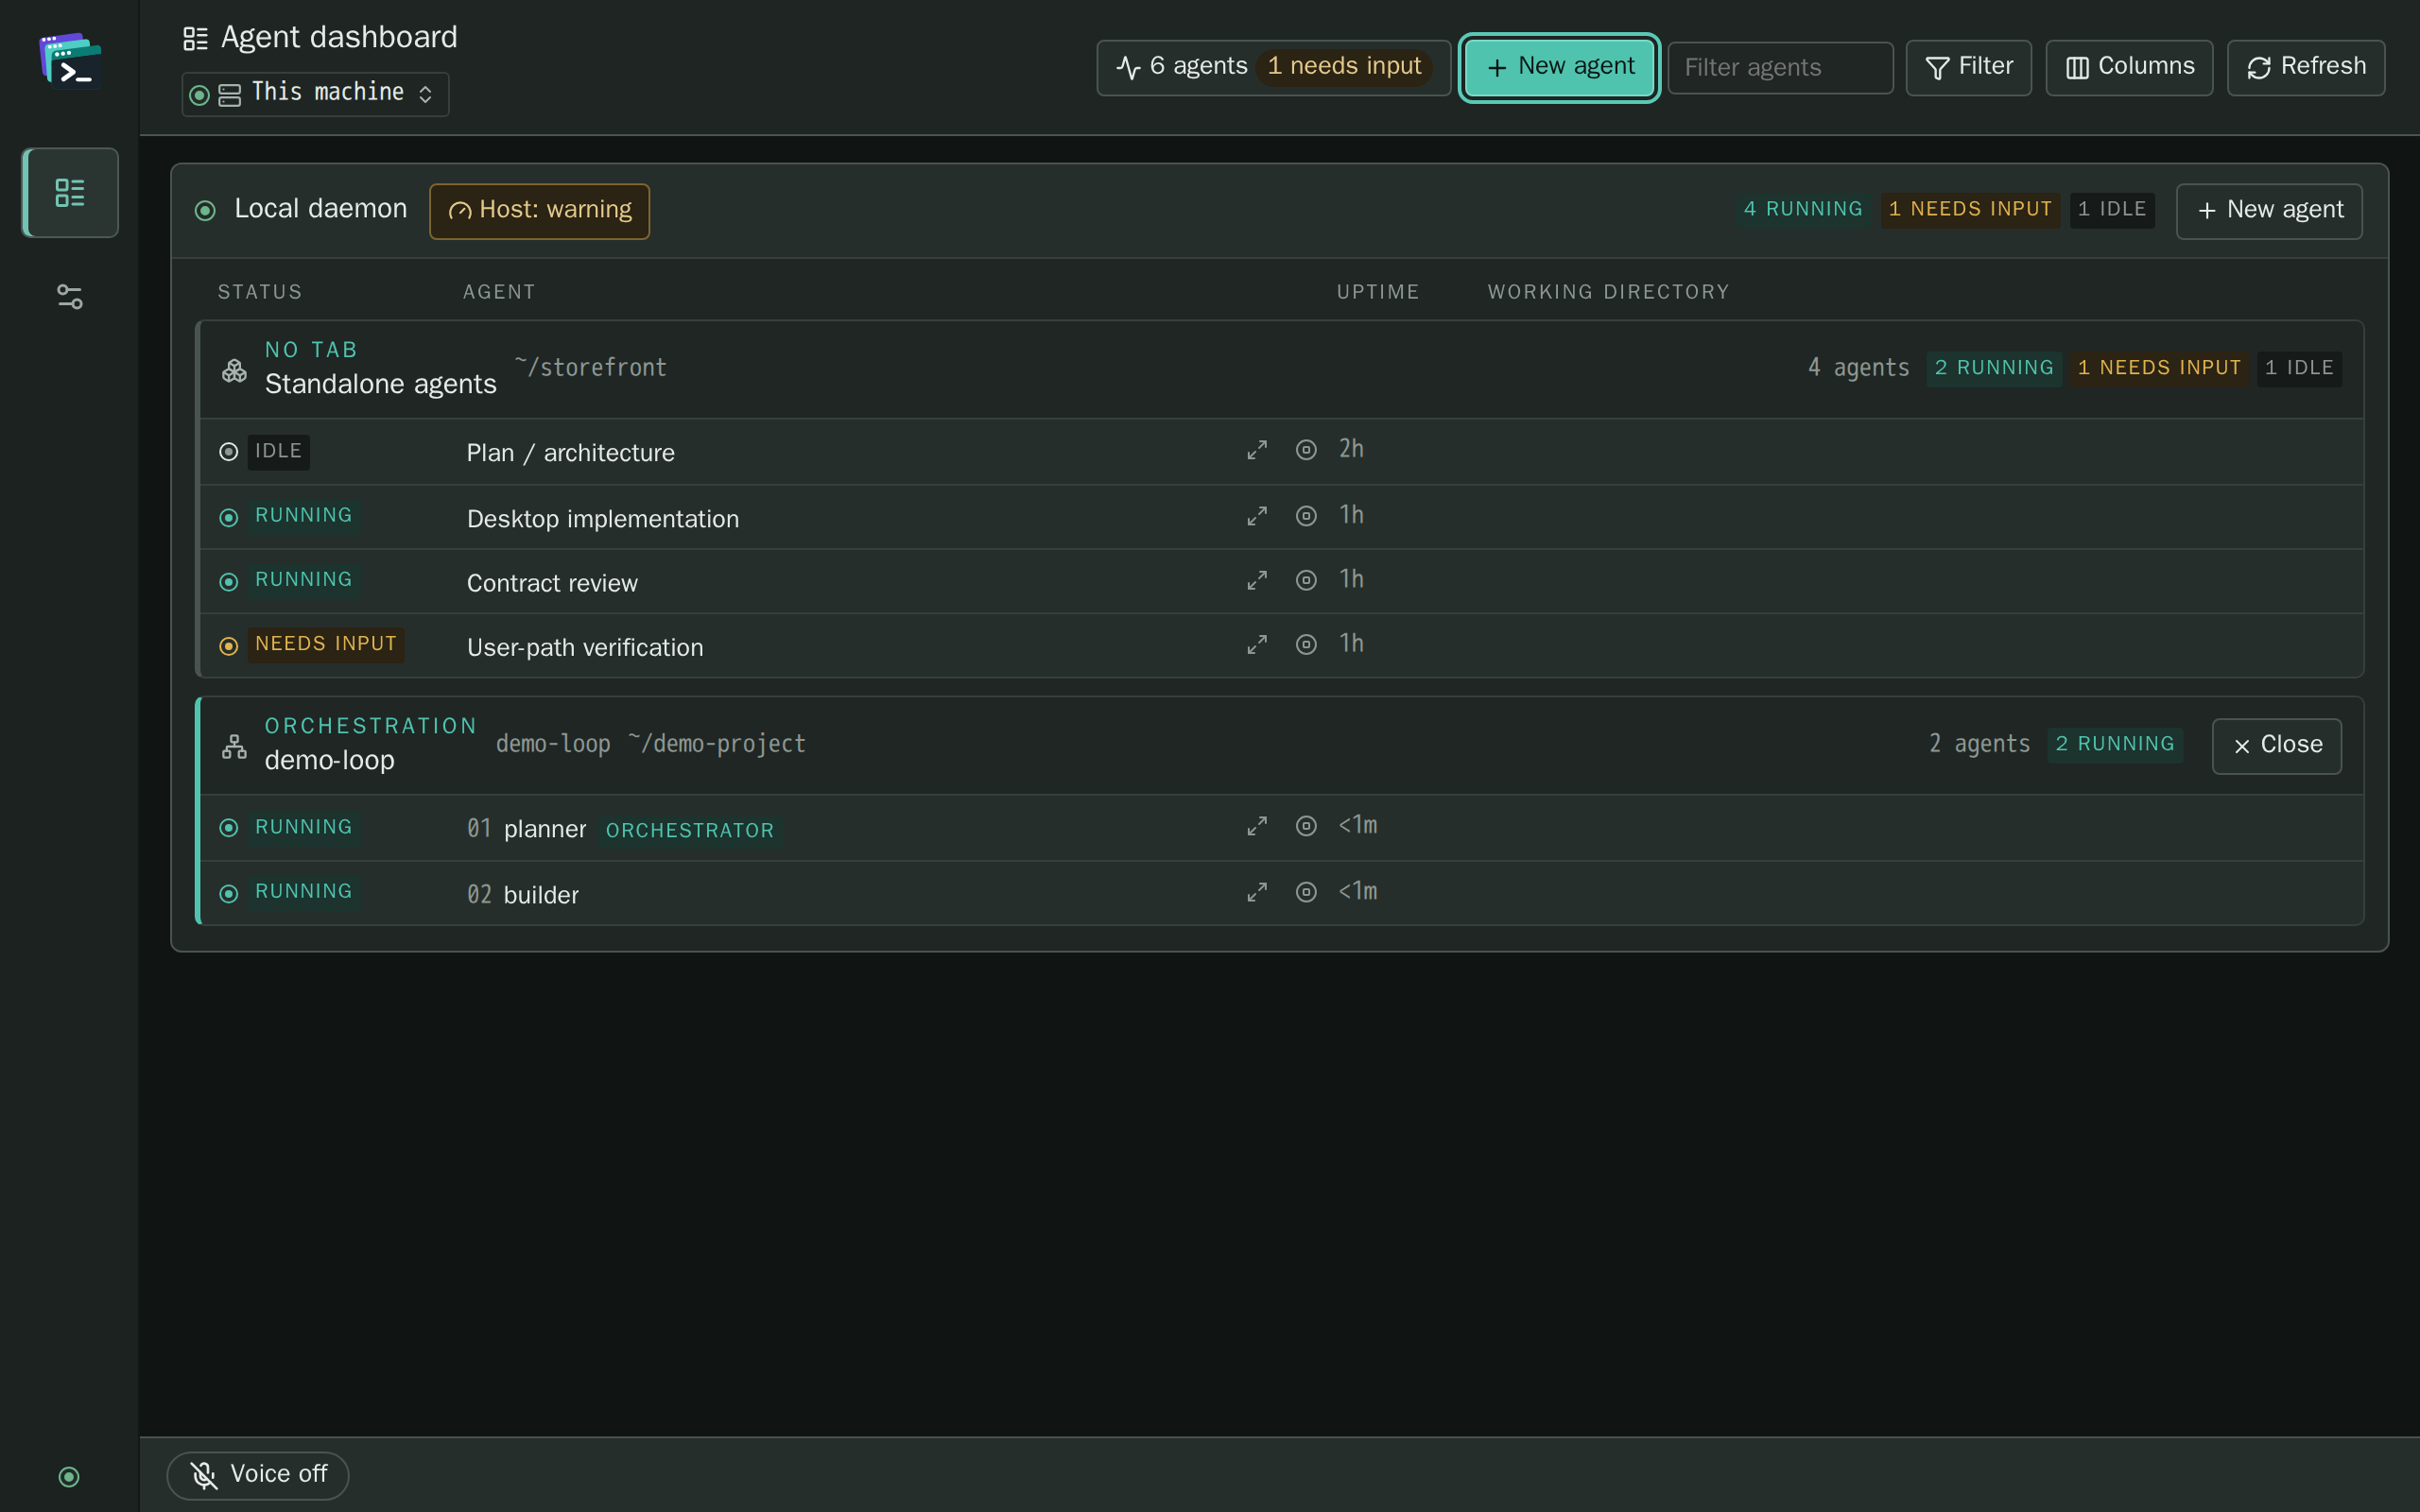 Agent dashboard
This machine
6 agents 1 needs input
+ New agent
Filter agents
Filter
Columns
Refresh
Local daemon
Host: warning
4 RUNNING 1 NEEDS INPUT 1 IDLE
+ New agent
STATUS AGENT UPTIME WORKING DIRECTORY
NO TAB
Standalone agents ~/storefront
4 agents 2 RUNNING 1 NEEDS INPUT 1 IDLE
IDLE Plan / architecture 2h
RUNNING Desktop implementation 1h
RUNNING Contract review 1h
NEEDS INPUT User-path verification 1h
ORCHESTRATION
demo-loop demo-loop ~/demo-project
2 agents 2 RUNNING × Close
RUNNING 01 planner ORCHESTRATOR <1m
RUNNING 02 builder <1m
Voice off